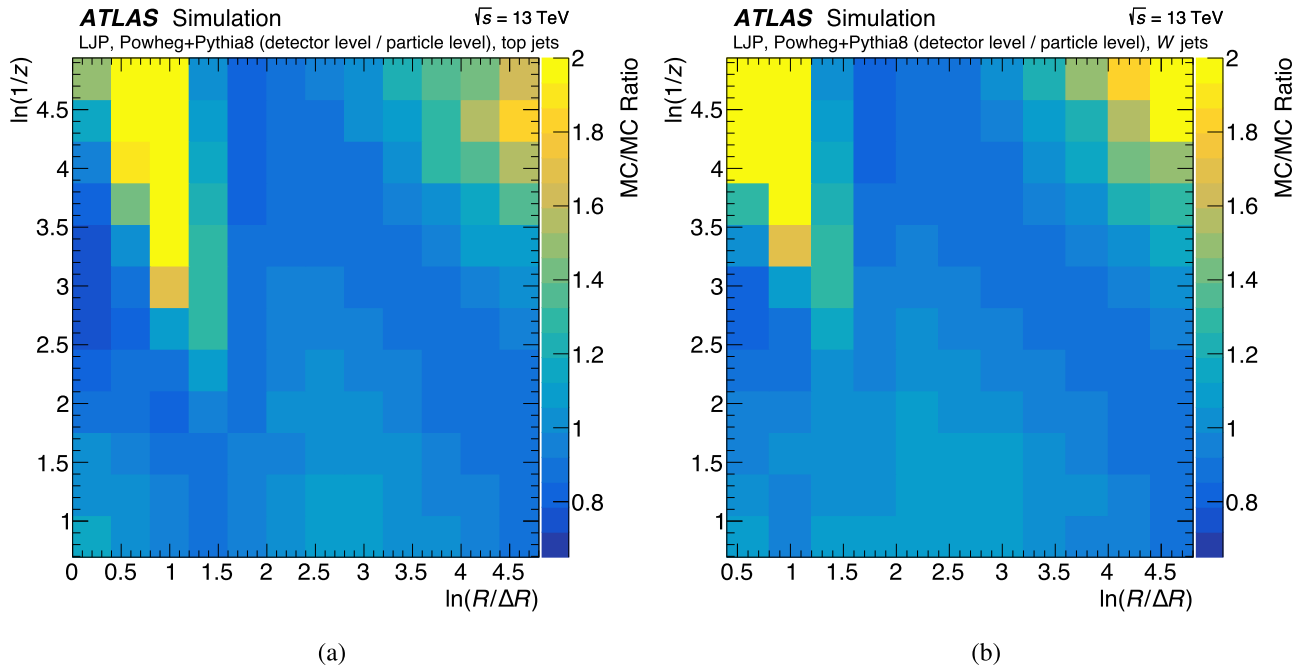 ATLAS Simulation √s = 13 TeV
LJP, Powheg+Pythia8 (detector level / particle level), top jets
ln(1/z)
4.5
4
3.5
3
2.5
2
1.5
1
0 0.5 1 1.5 2 2.5 3 3.5 4 4.5
ln(R/ΔR)
2
1.8
1.6
1.4
1.2
1
0.8
MC/MC Ratio
(a)
ATLAS Simulation √s = 13 TeV
LJP, Powheg+Pythia8 (detector level / particle level), W jets
ln(1/z)
4.5
4
3.5
3
2.5
2
1.5
1
0.5 1 1.5 2 2.5 3 3.5 4 4.5
ln(R/ΔR)
2
1.8
1.6
1.4
1.2
1
0.8
MC/MC Ratio
(b)